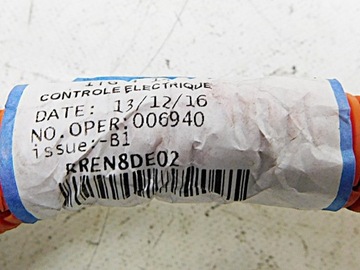 CONTROLE ELECTRIQUE
DATE: 13/12/16
NO.OPER:006940
issue:-B1
RREN8DE02